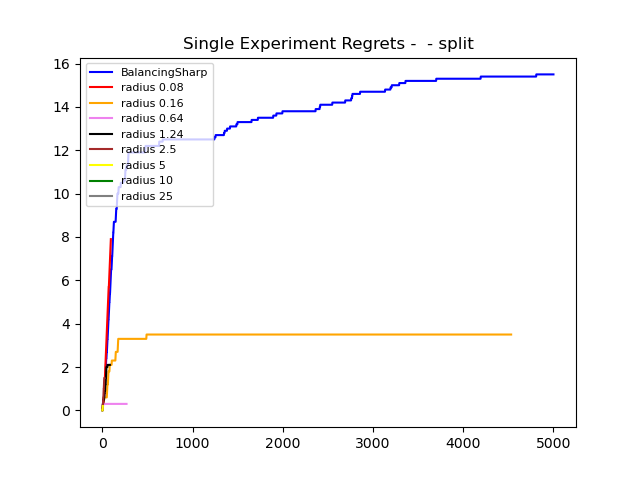 Single Experiment Regrets -  - split
16
14
12
10
8
6
4
2
0
BalancingSharp
radius 0.08
radius 0.16
radius 0.64
radius 1.24
radius 2.5
radius 5
radius 10
radius 25
0 1000 2000 3000 4000 5000